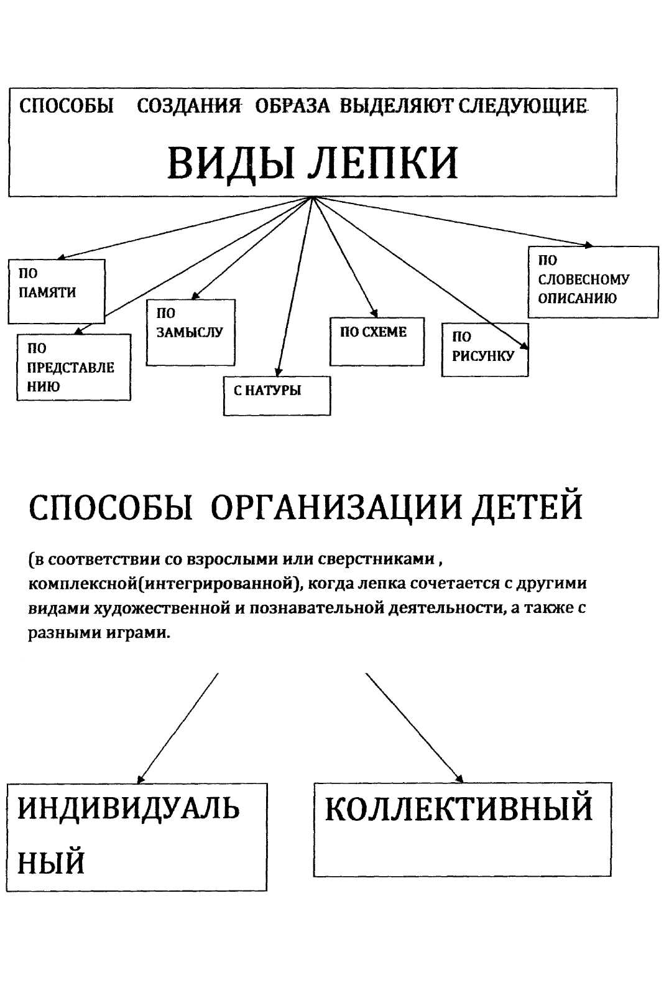 СПОСОБЫ СОЗДАНИЯ ОБРАЗА ВЫДЕЛЯЮТ СЛЕДУЮЩИЕ
ВИДЫ ЛЕПКИ
ПО
ПАМЯТИ
ПО
ПРЕДСТАВЛЕ
НИЮ
ПО
ЗАМЫСЛУ
С НАТУРЫ
ПО СХЕМЕ
ПО
РИСУНКУ
ПО
СЛОВЕСНОМУ
ОПИСАНИЮ
СПОСОБЫ ОРГАНИЗАЦИИ ДЕТЕЙ
(в соответствии со взрослыми или сверстниками ,
комплексной(интегрированной), когда лепка сочетается с другими
видами художественной и познавательной деятельности, а также с
разными играми.
ИНДИВИДУАЛЬ
НЫЙ
КОЛЛЕКТИВНЫЙ